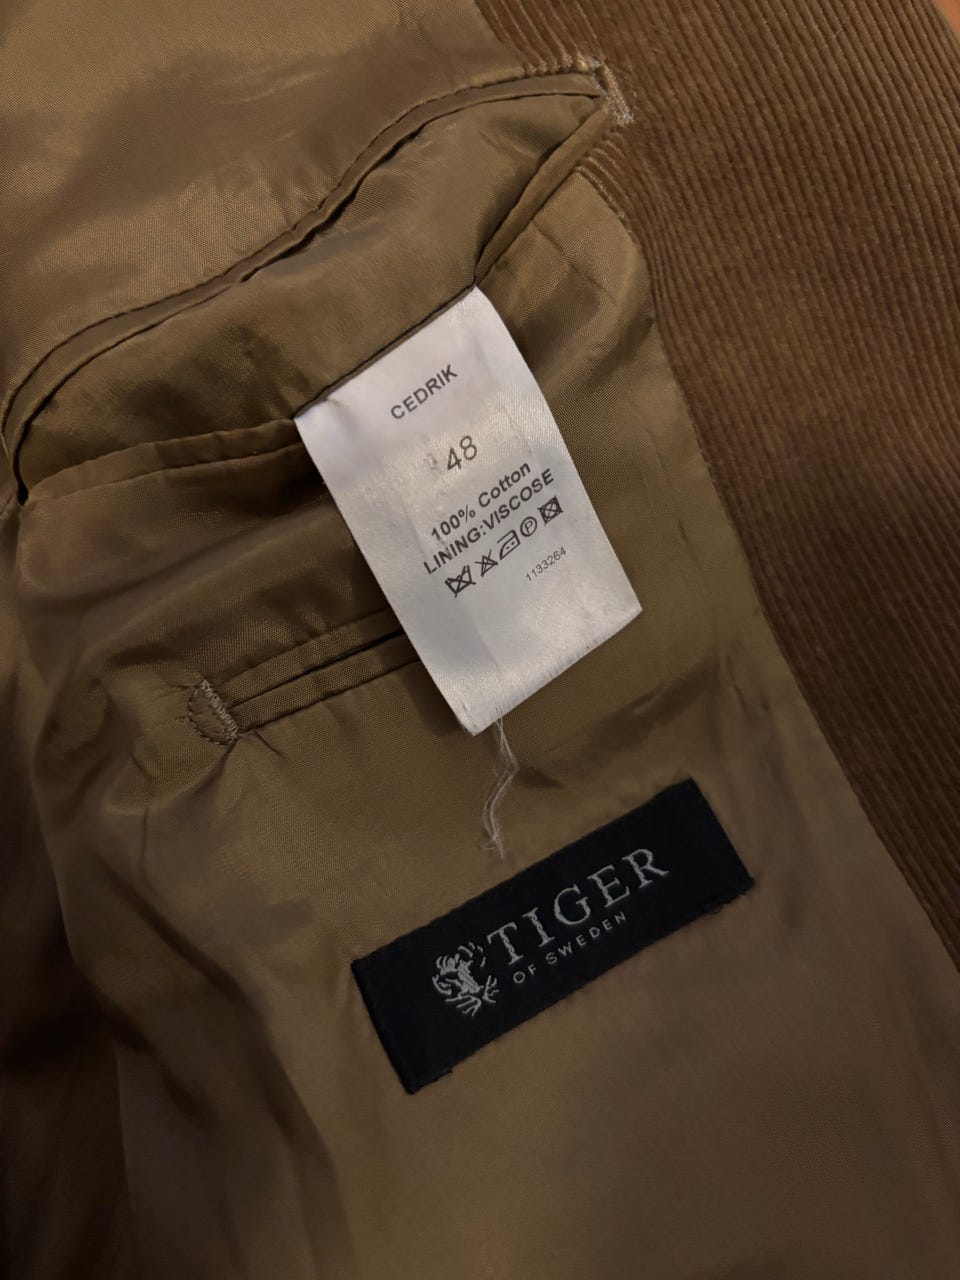 CEDRIK
48
100% Cotton
LINING:VISCOSE
P
1133264
TIGER
OF SWEDEN